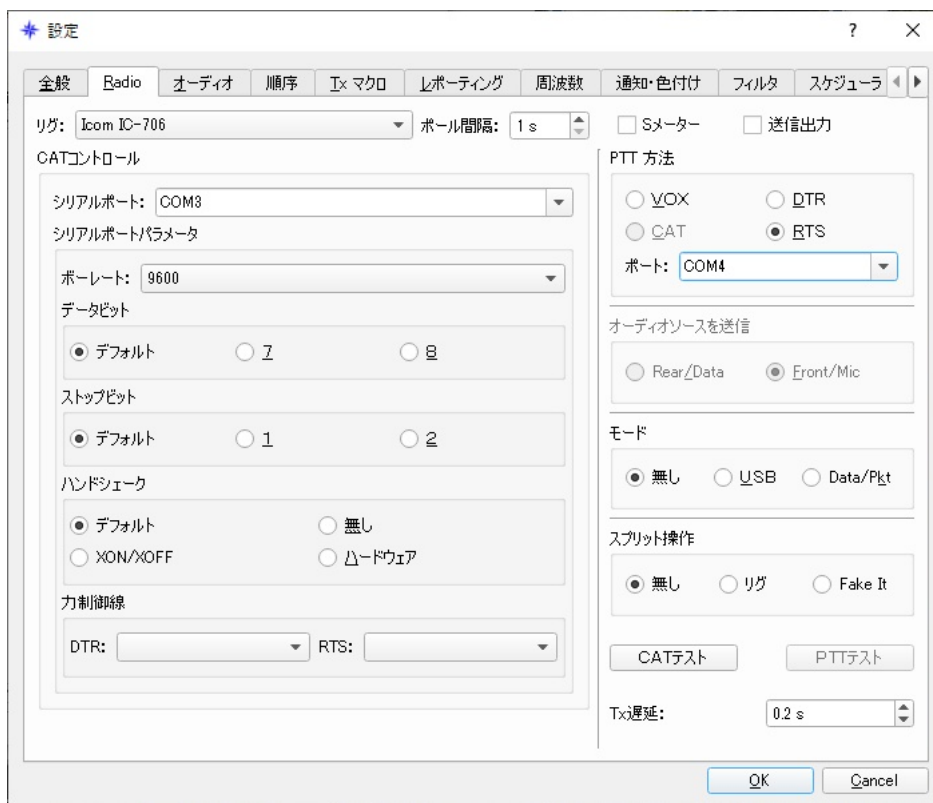 設定 ?
全般 Radio オーディオ 順序 Tx マクロ レポーティング 周波数 通知・色付け フィルタ スケジューラ
リグ: Icom IC-706 ポール間隔: 1 s Sメーター 送信出力
CATコントロール
シリアルポート: COM3
シリアルポートパラメータ
ボーレート: 9600
データビット
デフォルト 7 8
ストップビット
デフォルト 1 2
ハンドシェーク
デフォルト 無し
XON/XOFF ハードウェア
力制御線
DTR: RTS:
PTT 方法
VOX DTR
CAT RTS
ポート: COM4
オーディオソースを送信
Rear/Data Front/Mic
モード
無し USB Data/Pkt
スプリット操作
無し リグ Fake It
CATテスト PTTテスト
Tx遅延: 0.2 s
OK Cancel